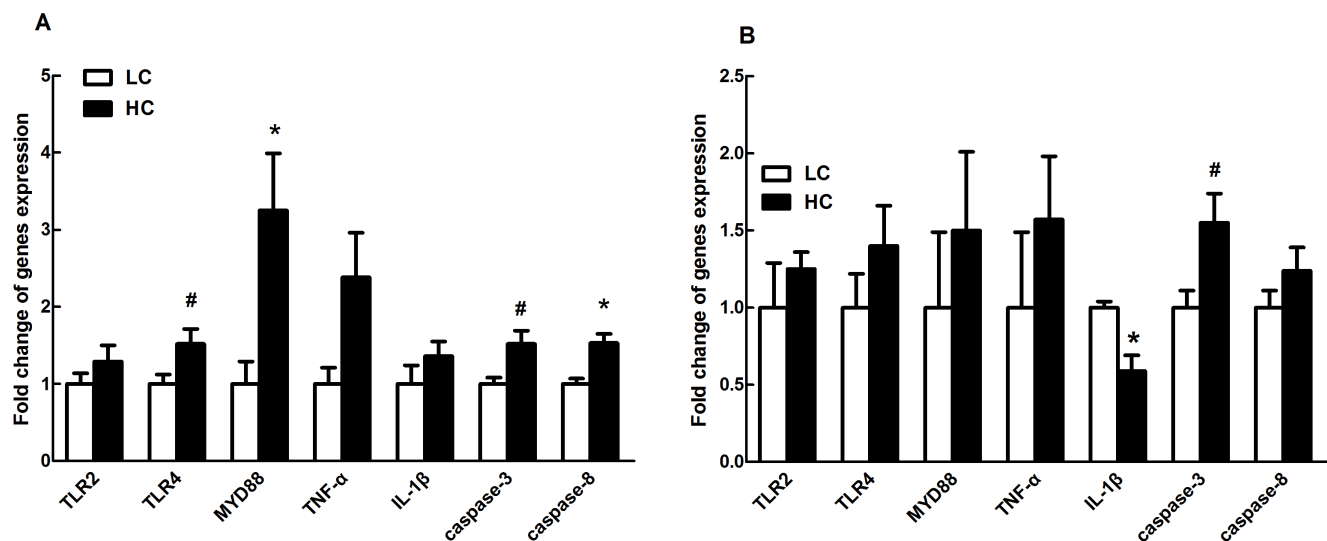 A
Fold change of genes expression
5
4
3
2
1
0
LC
HC
#
*
#
*
TLR2
TLR4
MYD88
TNF-α
IL-1β
caspase-3
caspase-8
B
Fold change of genes expression
2.5
2.0
1.5
1.0
0.5
0.0
LC
HC
*
#
TLR2
TLR4
MYD88
TNF-α
IL-1β
caspase-3
caspase-8